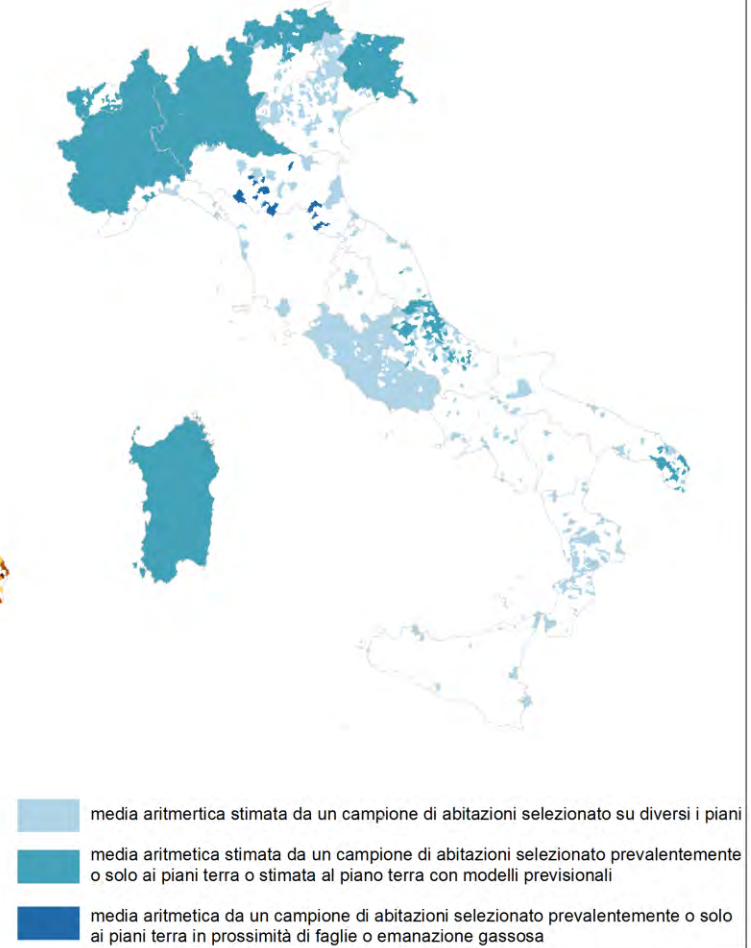 media aritmertica stimata da un campione di abitazioni selezionato su diversi i piani
media aritmetica stimata da un campione di abitazioni selezionato prevalentemente
o solo ai piani terra o stimata al piano terra con modelli previsionali
media aritmetica da un campione di abitazioni selezionato prevalentemente o solo
ai piani terra in prossimità di faglie o emanazione gassosa